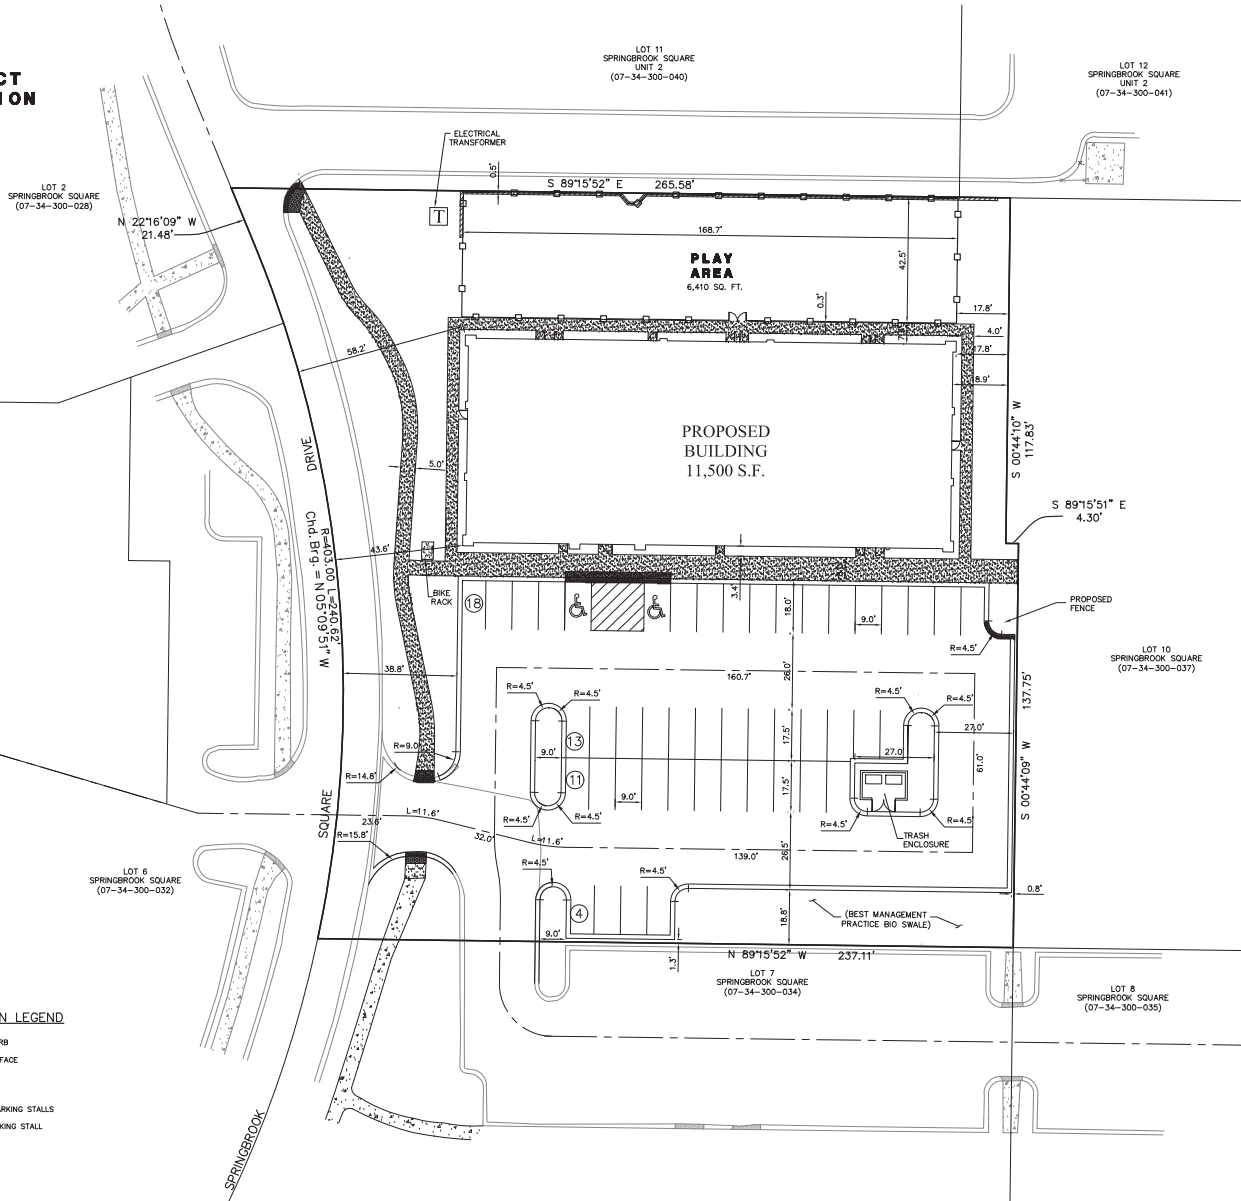 CT
ION
LOT 11
SPRINGBROOK SQUARE
UNIT 2
(07-34-300-040)
LOT 12
SPRINGBROOK SQUARE
UNIT 2
(07-34-300-041)
ELECTRICAL
TRANSFORMER
T
0.5'
S 89°15'52" E 265.58'
LOT 2
SPRINGBROOK SQUARE
(07-34-300-028)
N 22°16'09" W
21.48'
168.7'
PLAY
AREA
6,410 SQ. FT.
42.5'
0.3'
17.8'
4.0'
17.8'
8.9'
58.2'
PROPOSED
BUILDING
11,500 S.F.
S 00°44'10" W
117.83'
DRIVE
5.0'
S 89°15'51" E
4.30'
R=403.00 L=240.62'
Chd. Brg. = N 05°09'51" W
43.6'
BIKE
RACK
18
3.4'
18.0'
9.0'
PROPOSED
FENCE
R=4.5'
LOT 10
SPRINGBROOK SQUARE
(07-34-300-037)
38.8'
160.7'
26.0'
R=4.5'
R=4.5'
R=4.5'
R=4.5'
137.75'
S 00°44'09" W
27.0'
13
17.5'
R=9.0'
9.0'
27.0'
61.0'
R=14.8'
11
17.5'
9.0'
SQUARE
L=11.6'
23.6'
R=4.5'
R=4.5'
R=4.5'
R=4.5'
R=15.8'
32.0'
L=11.6'
TRASH
ENCLOSURE
139.0'
26.5'
R=4.5'
R=4.5'
LOT 6
SPRINGBROOK SQUARE
(07-34-300-032)
0.8'
4
18.8'
(BEST MANAGEMENT
PRACTICE BIO SWALE)
9.0'
1.3'
N 89°15'52" W 237.11'
LOT 7
SPRINGBROOK SQUARE
(07-34-300-034)
LOT 8
SPRINGBROOK SQUARE
(07-34-300-035)
N LEGEND
RB
FACE
ARKING STALLS
KING STALL
SPRINGBROOK